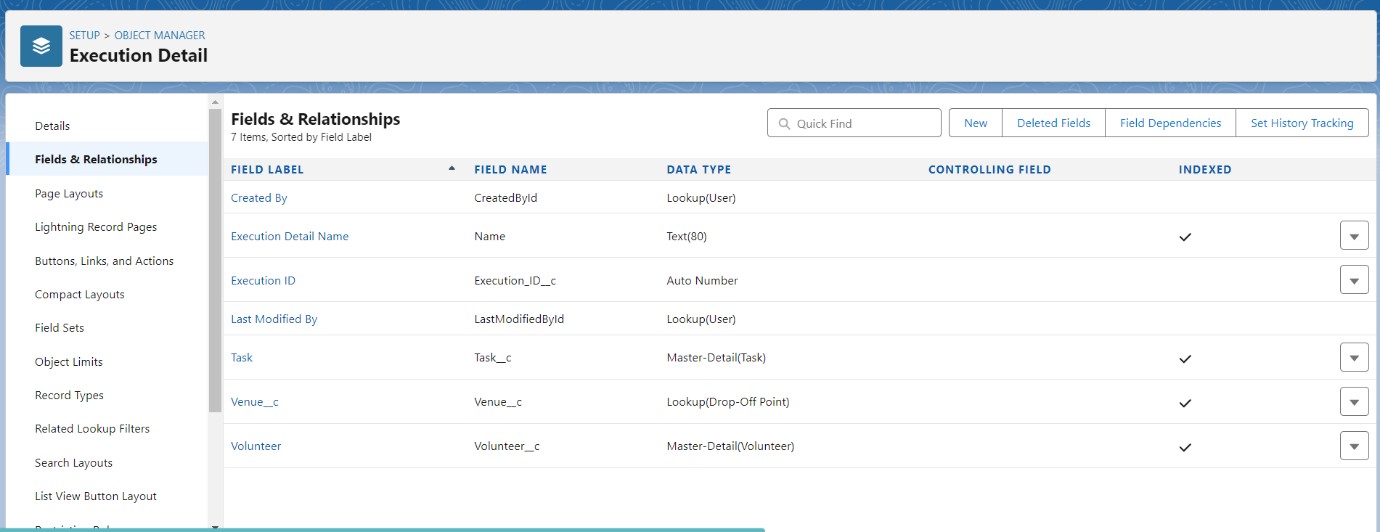 SETUP > OBJECT MANAGER
Execution Detail
Details
Fields & Relationships
Page Layouts
Lightning Record Pages
Buttons, Links, and Actions
Compact Layouts
Field Sets
Object Limits
Record Types
Related Lookup Filters
Search Layouts
List View Button Layout
Fields & Relationships
7 Items, Sorted by Field Label
Quick Find
New Deleted Fields Field Dependencies Set History Tracking
FIELD LABEL FIELD NAME DATA TYPE CONTROLLING FIELD INDEXED
Created By CreatedById Lookup(User)
Execution Detail Name Name Text(80)
Execution ID Execution_ID__c Auto Number
Last Modified By LastModifiedById Lookup(User)
Task Task__c Master-Detail(Task)
Venue__c Venue__c Lookup(Drop-Off Point)
Volunteer Volunteer__c Master-Detail(Volunteer)